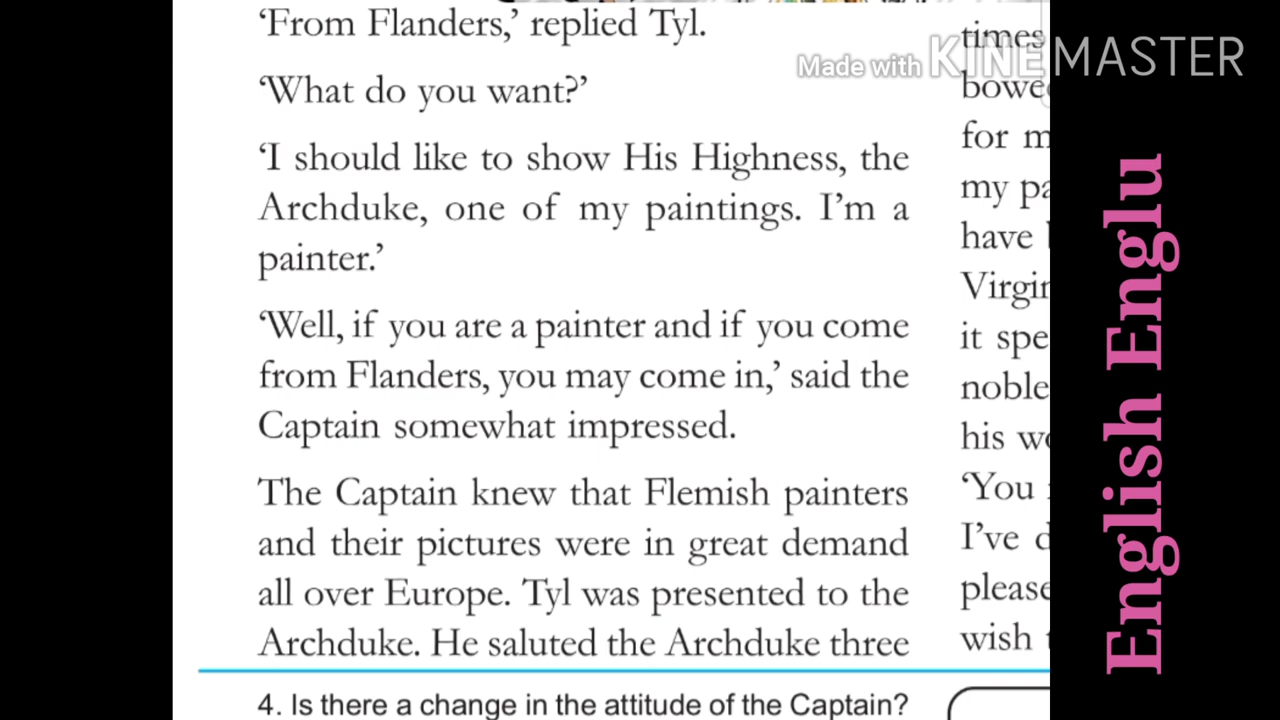 ‘From Flanders,’ replied Tyl.
‘What do you want?’
‘I should like to show His Highness, the
Archduke, one of my paintings. I’m a
painter.’
‘Well, if you are a painter and if you come
from Flanders, you may come in,’ said the
Captain somewhat impressed.
The Captain knew that Flemish painters
and their pictures were in great demand
all over Europe. Tyl was presented to the
Archduke. He saluted the Archduke three
4. Is there a change in the attitude of the Captain?
times
for
my
have
it
noble
his
‘You
I’ve
please
wish
Made with KINEMASTER
English Englu